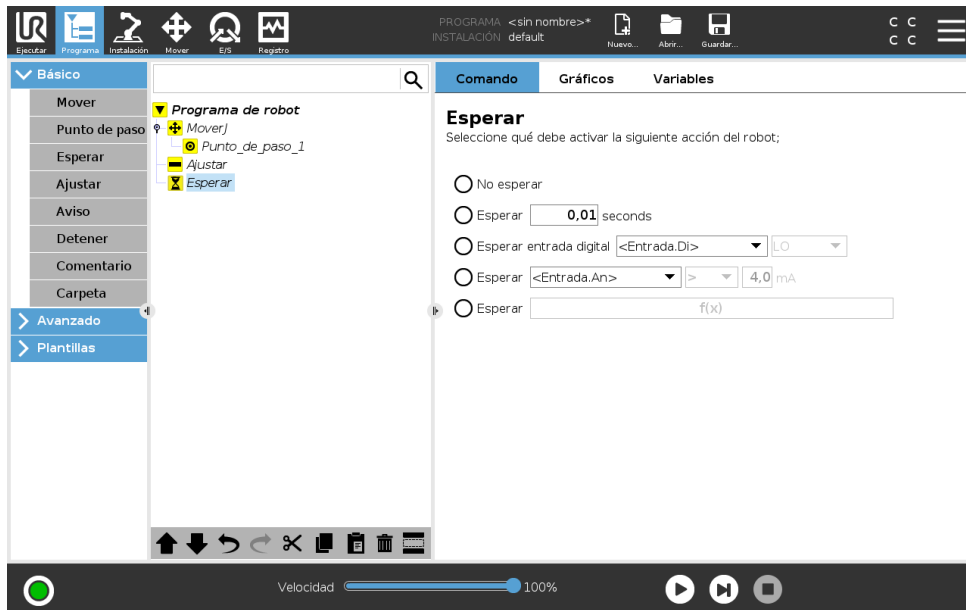 UR
PROGRAMA <sin nombre>*
INSTALACIÓN default
C C
C C
Ejecutar Programa Instalación Mover E/S Registro
Nuevo... Abrir... Guardar...
Básico
Mover
Punto de paso
Esperar
Ajustar
Aviso
Detener
Comentario
Carpeta
Avanzado
Plantillas
Programa de robot
MoverJ
Punto_de_paso_1
Ajustar
Esperar
Comando Gráficos Variables
Esperar
Seleccione qué debe activar la siguiente acción del robot;
No esperar
Esperar 0,01 seconds
Esperar entrada digital <Entrada.Di> LO
Esperar <Entrada.An> > 4,0 mA
Esperar f(x)
Velocidad 100%